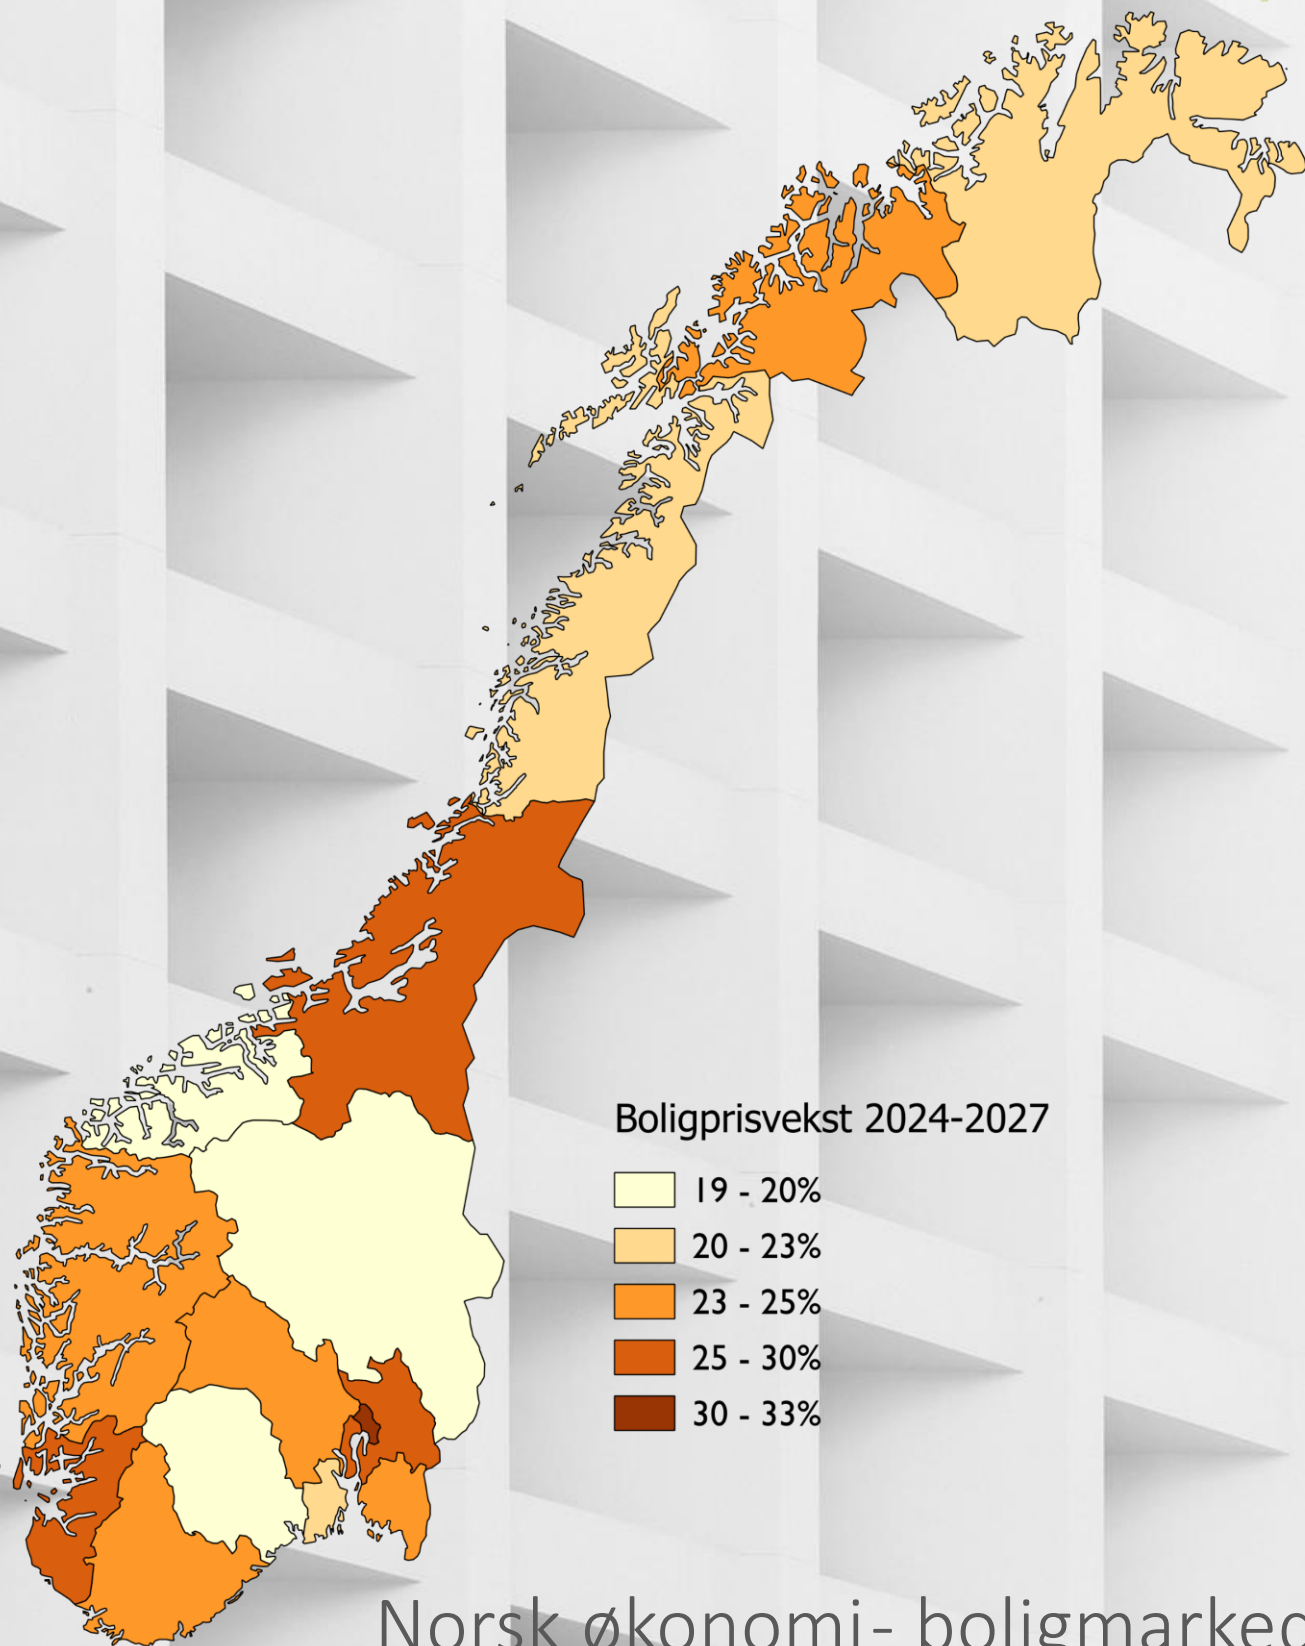 Boligprisvekst 2024-2027
19 - 20%
20 - 23%
23 - 25%
25 - 30%
30 - 33%
Norsk økonomi- boligmarked